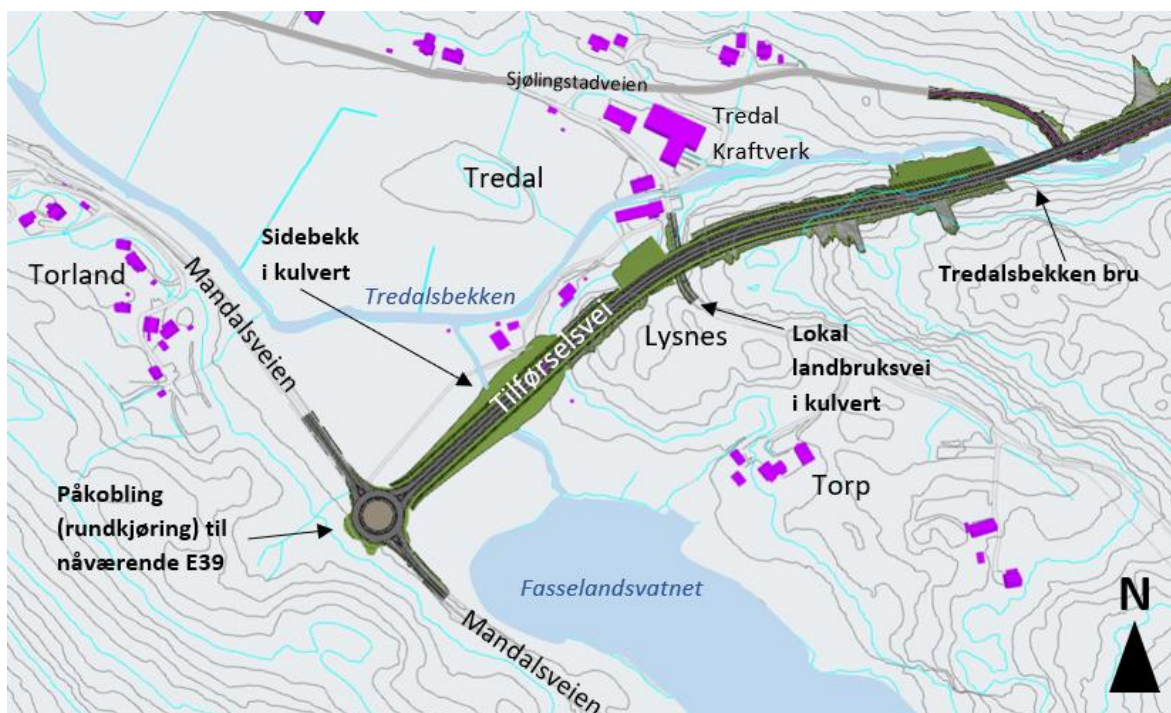 Sjølingstadveien
Tredal
Kraftverk
Tredal
Sidebekk
i kulvert
Torland
Mandalsveien
Tredalsbekken
Tredalsbekken bru
Tilførselsvei
Lysnes
Lokal
landbruksvei
i kulvert
Torp
Påkobling
(rundkjøring) til
nåværende E39
Fasselandsvatnet
Mandalsveien
N